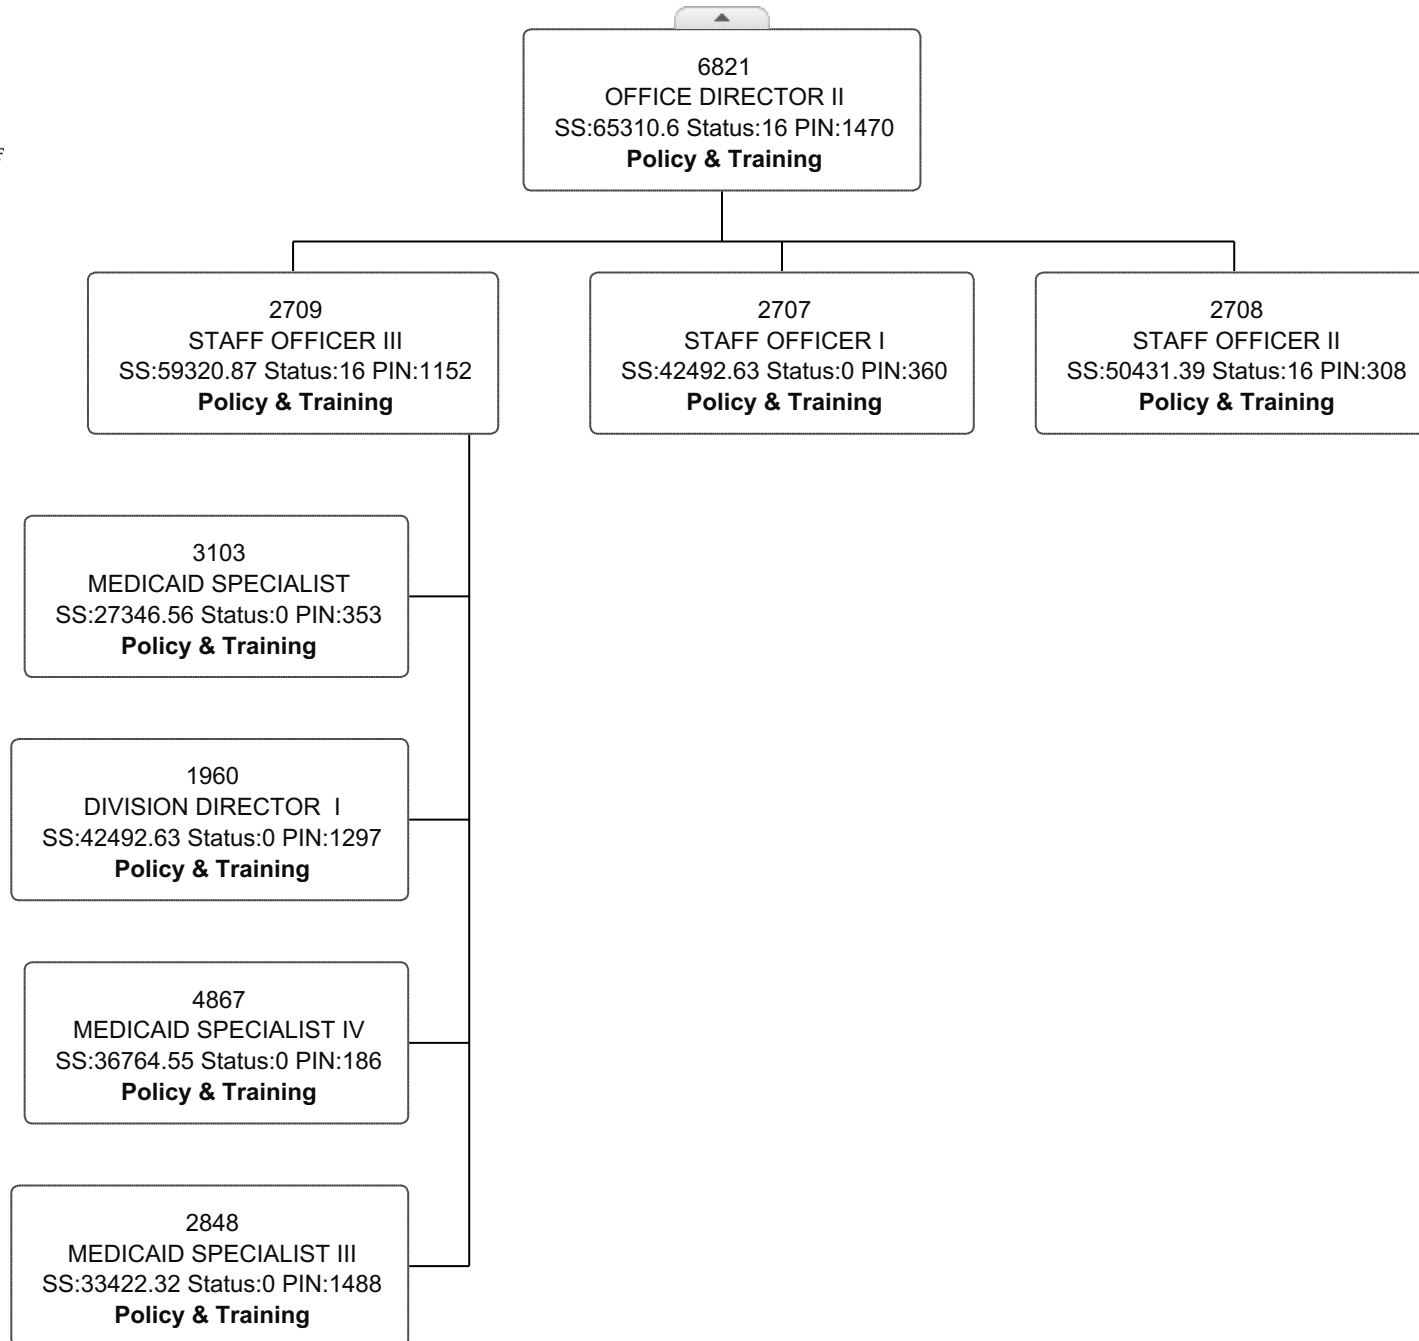 6821
OFFICE DIRECTOR II
SS:65310.6 Status:16 PIN:1470
Policy & Training
2709
STAFF OFFICER III
SS:59320.87 Status:16 PIN:1152
Policy & Training
2707
STAFF OFFICER I
SS:42492.63 Status:0 PIN:360
Policy & Training
2708
STAFF OFFICER II
SS:50431.39 Status:16 PIN:308
Policy & Training
3103
MEDICAID SPECIALIST
SS:27346.56 Status:0 PIN:353
Policy & Training
1960
DIVISION DIRECTOR  I
SS:42492.63 Status:0 PIN:1297
Policy & Training
4867
MEDICAID SPECIALIST IV
SS:36764.55 Status:0 PIN:186
Policy & Training
2848
MEDICAID SPECIALIST III
SS:33422.32 Status:0 PIN:1488
Policy & Training